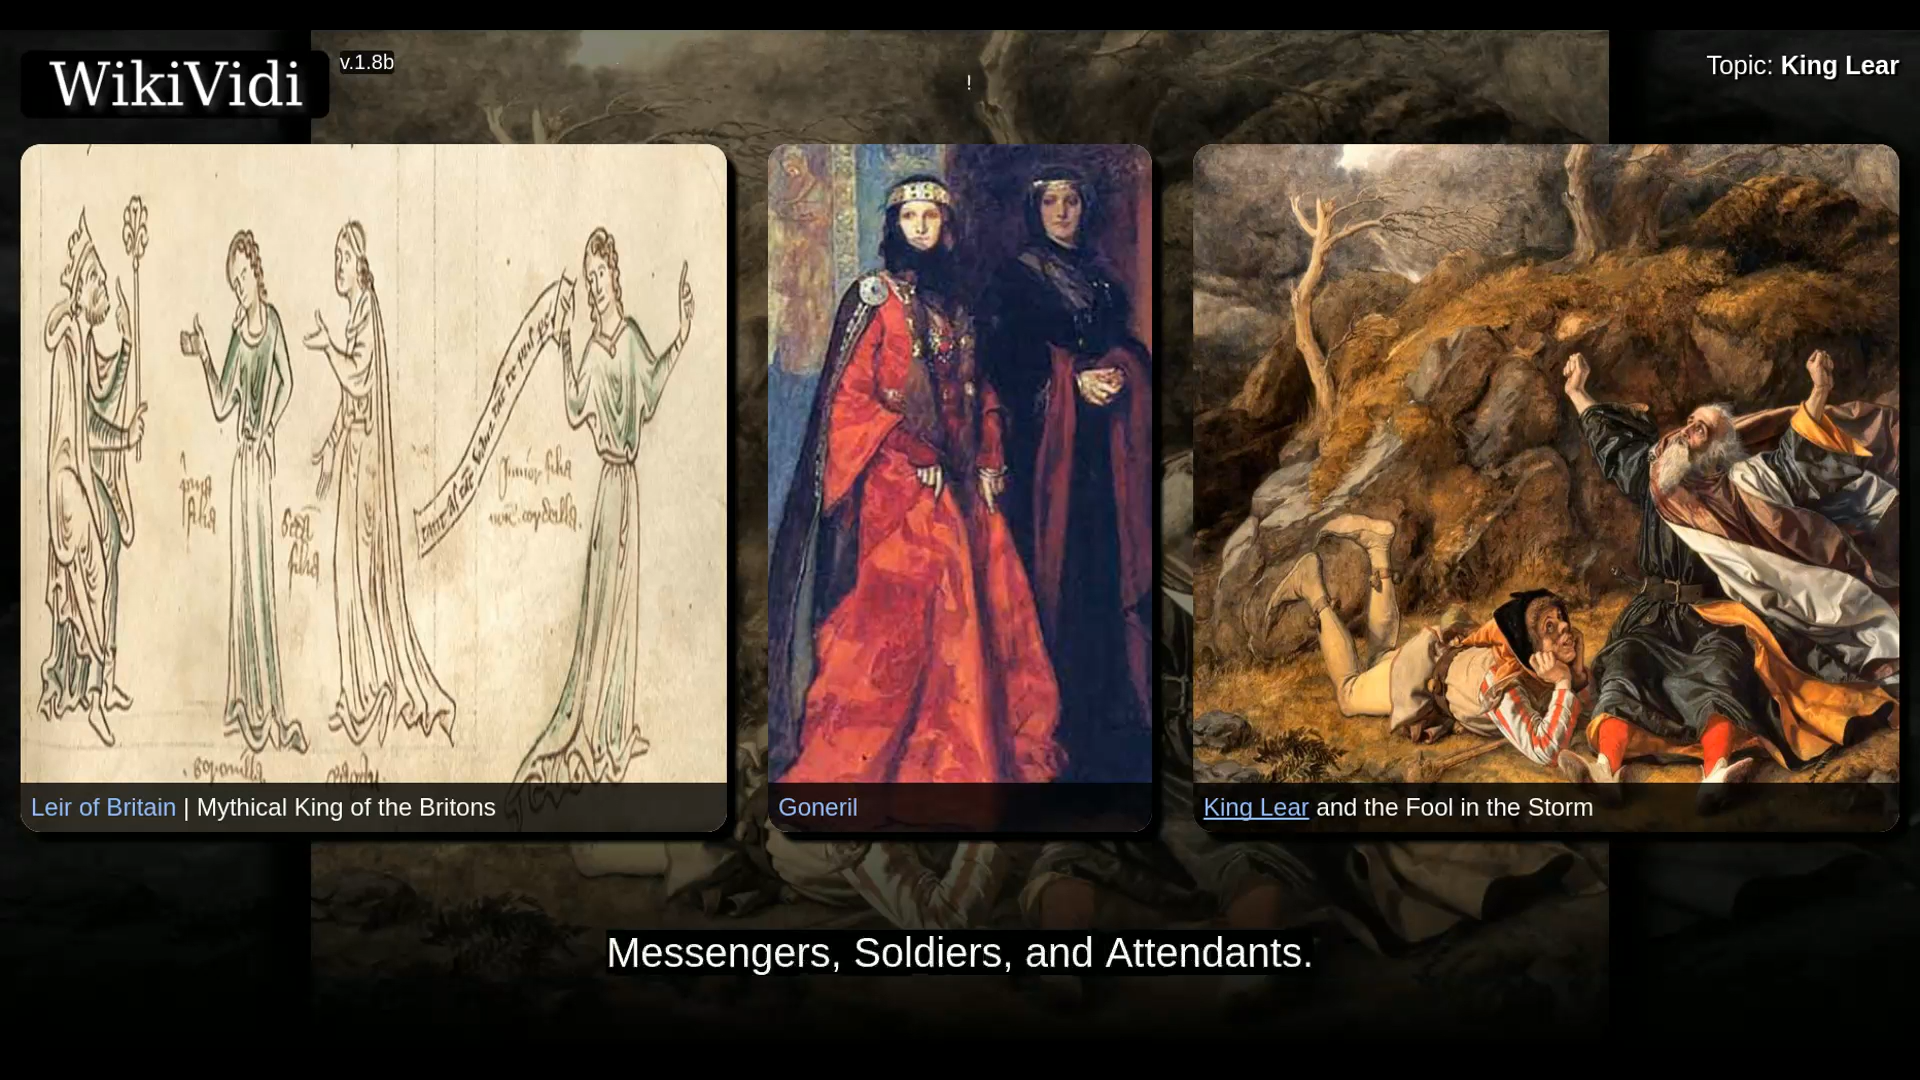 WikiVidi
v.1.8b
!
Topic: King Lear
Leir of Britain | Mythical King of the Britons
Goneril
King Lear and the Fool in the Storm
Messengers, Soldiers, and Attendants.